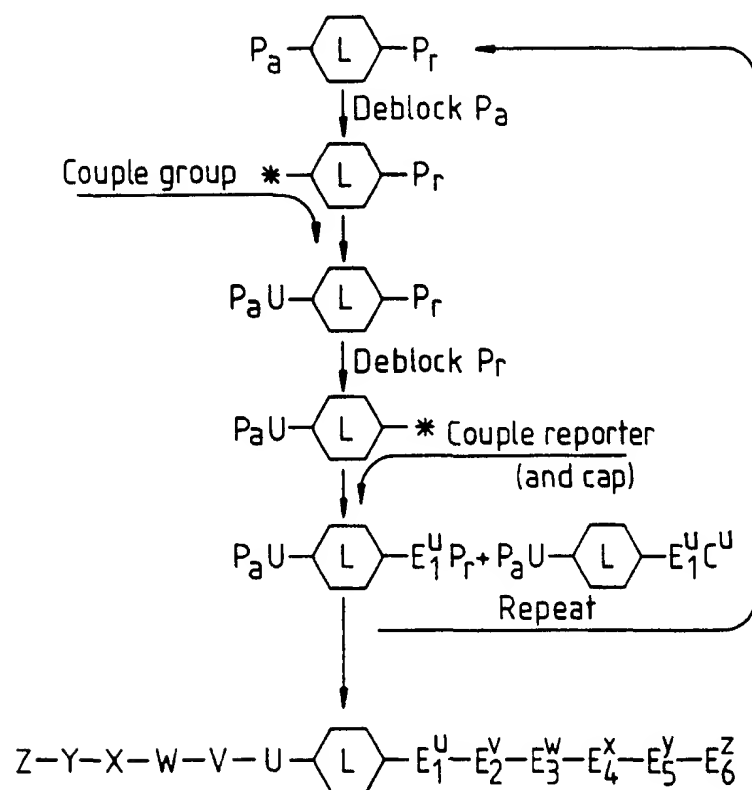 Pa L Pr
Deblock Pa
Couple group * L Pr
PaU L Pr
Deblock Pr
PaU L * Couple reporter
(and cap)
PaU L E₁ᵘPr + PaU L E₁ᵘCᵘ
Repeat
Z-Y-X-W-V-U- L -E₁ᵘ-E₂ᵛ-E₃ʷ-E₄ˣ-E₅ʸ-E₆ᶻ